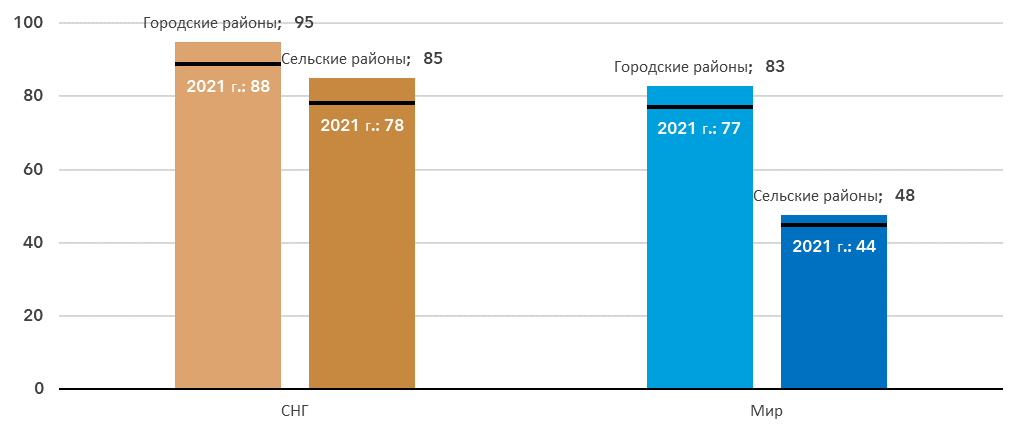 100
80
60
40
20
0
Городские районы; 95
2021 г.: 88
Сельские районы; 85
2021 г.: 78
Городские районы; 83
2021 г.: 77
Сельские районы; 48
2021 г.: 44
СНГ
Мир